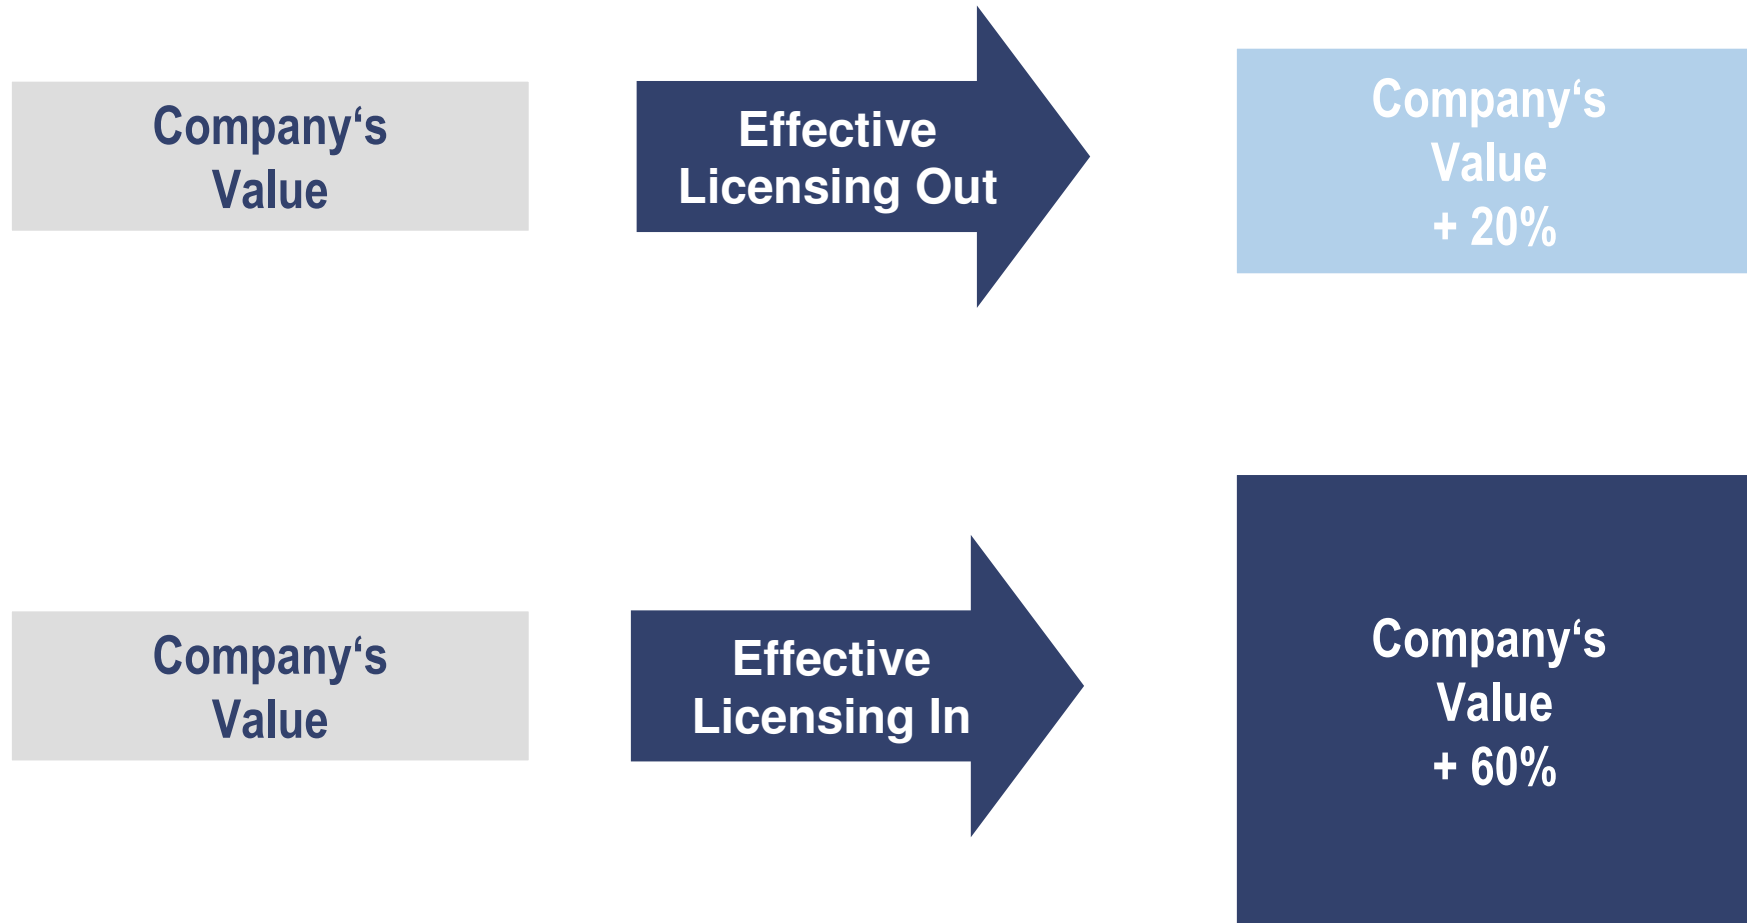 Company‘s
Value
Effective
Licensing Out
Company‘s
Value
+ 20%
Company‘s
Value
Effective
Licensing In
Company‘s
Value
+ 60%